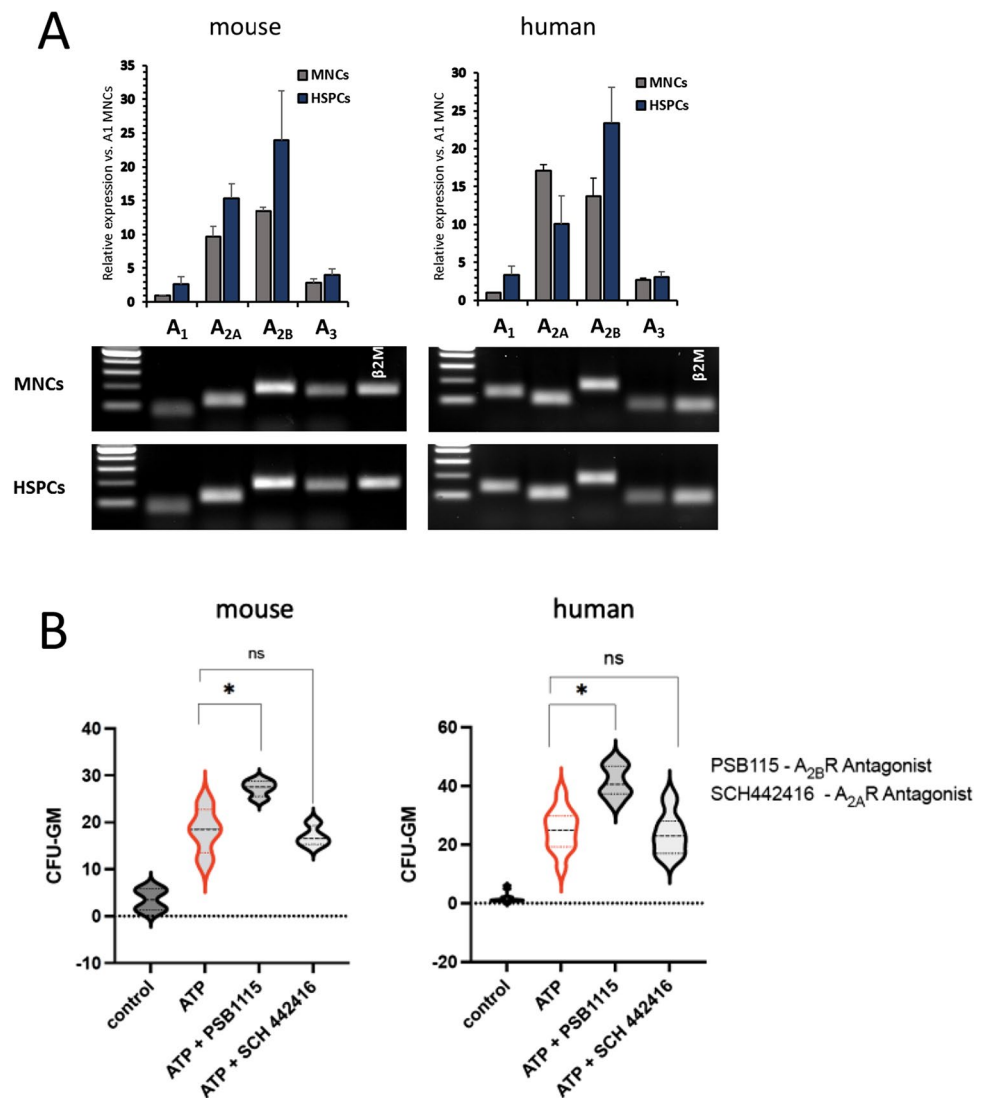 A
mouse
human
Relative expression vs. A1 MNCs
35
30
25
20
15
10
5
0
MNCs
HSPCs
A1 A2A A2B A3
Relative expression vs. A1 MNC
30
25
20
15
10
5
0
MNCs
HSPCs
A1 A2A A2B A3
MNCs
β2M
β2M
HSPCs
B
mouse
human
ns
*
CFU-GM
40
30
20
10
0
-10
control
ATP
ATP + PSB1115
ATP + SCH 442416
ns
*
CFU-GM
60
40
20
0
-20
control
ATP
ATP + PSB1115
ATP + SCH 442416
PSB115 - A2BR Antagonist
SCH442416 - A2AR Antagonist